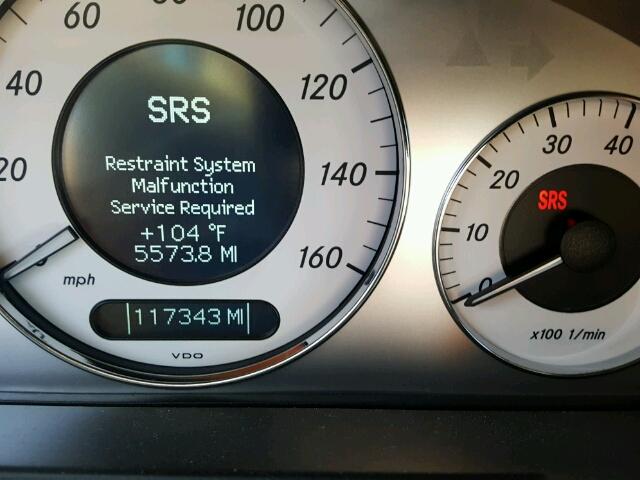 60
100
40
120
20
140
160
SRS
Restraint System
Malfunction
Service Required
+104 °F
5573.8 MI
mph
117343 MI
VDO
0
10
20
30
40
SRS
x100 1/min